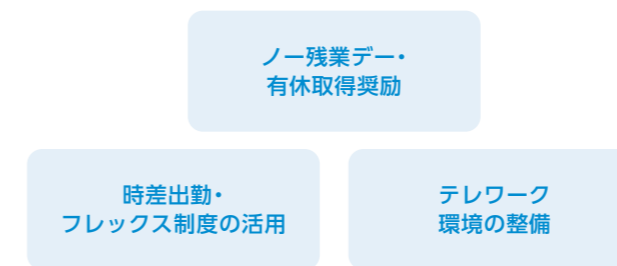 ノー残業デー・
有休取得奨励
時差出勤・
フレックス制度の活用
テレワーク
環境の整備